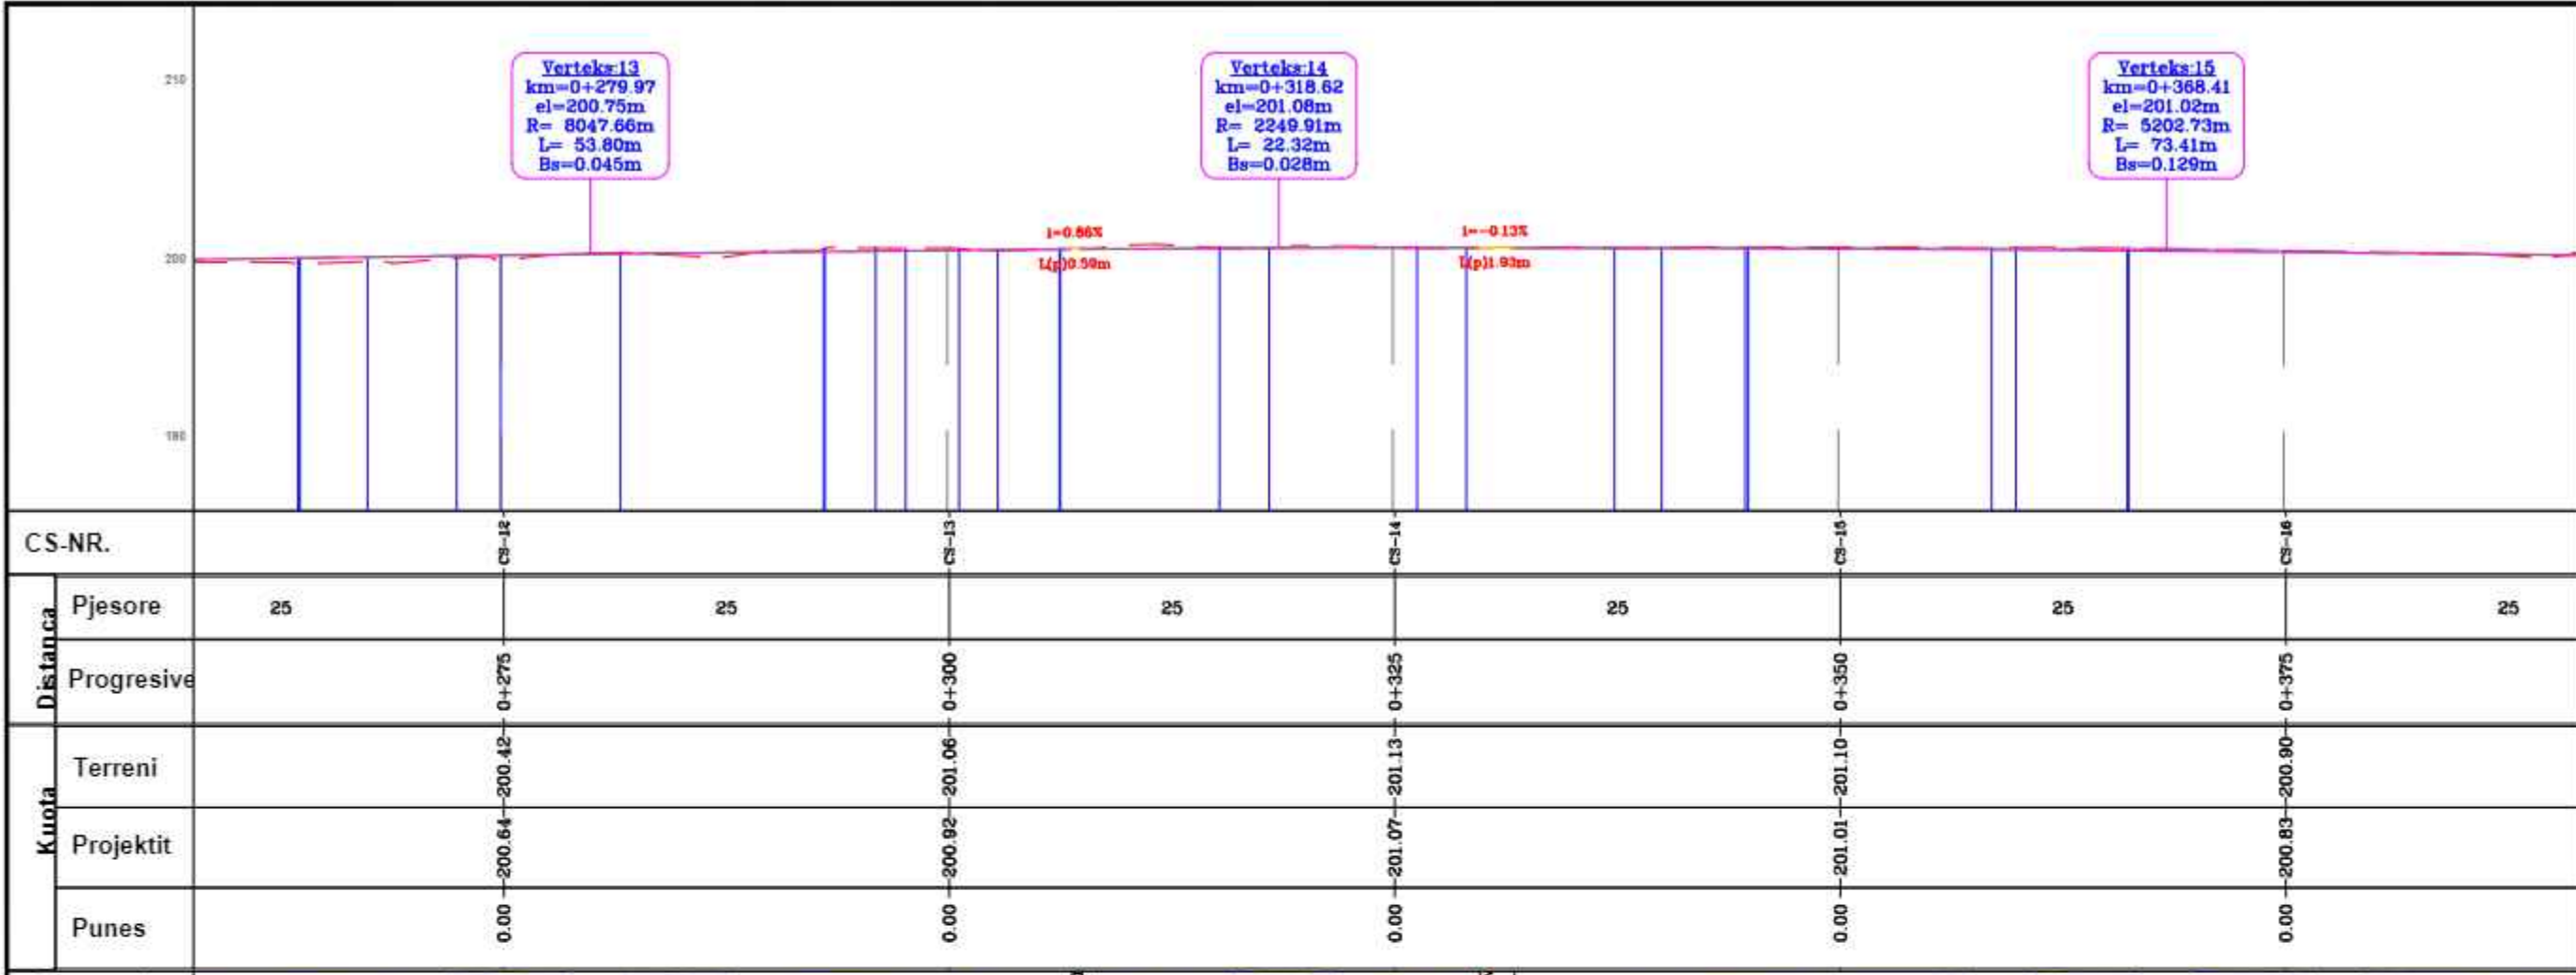 210
Verteks:13
km=0+279.97
el=200.75m
R= 8047.66m
L= 53.80m
Bs=0.045m
Verteks:14
km=0+318.62
el=201.08m
R= 2249.91m
L= 22.32m
Bs=0.028m
Verteks:15
km=0+368.41
el=201.02m
R= 5202.73m
L= 73.41m
Bs=0.129m
i=0.86%
L(p)0.59m
i=-0.13%
L(p)1.93m
200
190
CS-NR.
CS-12
CS-13
CS-14
CS-15
CS-16
Distanca
Pjesore
25
25
25
25
25
25
Progresive
0+275
0+300
0+325
0+350
0+375
Kuota
Terreni
200.42
201.06
201.13
201.10
200.90
Projektit
200.64
200.92
201.07
201.01
200.83
Punes
0.00
0.00
0.00
0.00
0.00